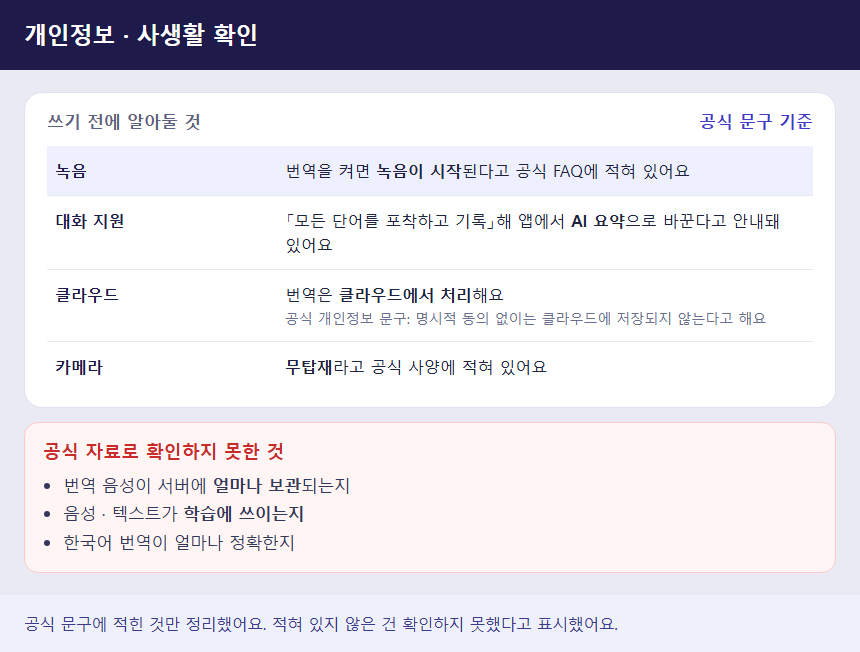 개인정보 · 사생활 확인
쓰기 전에 알아둘 것
공식 문구 기준
녹음
번역을 켜면 녹음이 시작된다고 공식 FAQ에 적혀 있어요
대화 지원
「모든 단어를 포착하고 기록」해 앱에서 AI 요약으로 바꾼다고 안내돼
있어요
클라우드
번역은 클라우드에서 처리해요
공식 개인정보 문구: 명시적 동의 없이는 클라우드에 저장되지 않는다고 해요
카메라
무탑재라고 공식 사양에 적혀 있어요
공식 자료로 확인하지 못한 것
• 번역 음성이 서버에 얼마나 보관되는지
• 음성 · 텍스트가 학습에 쓰이는지
• 한국어 번역이 얼마나 정확한지
공식 문구에 적힌 것만 정리했어요. 적혀 있지 않은 건 확인하지 못했다고 표시했어요.